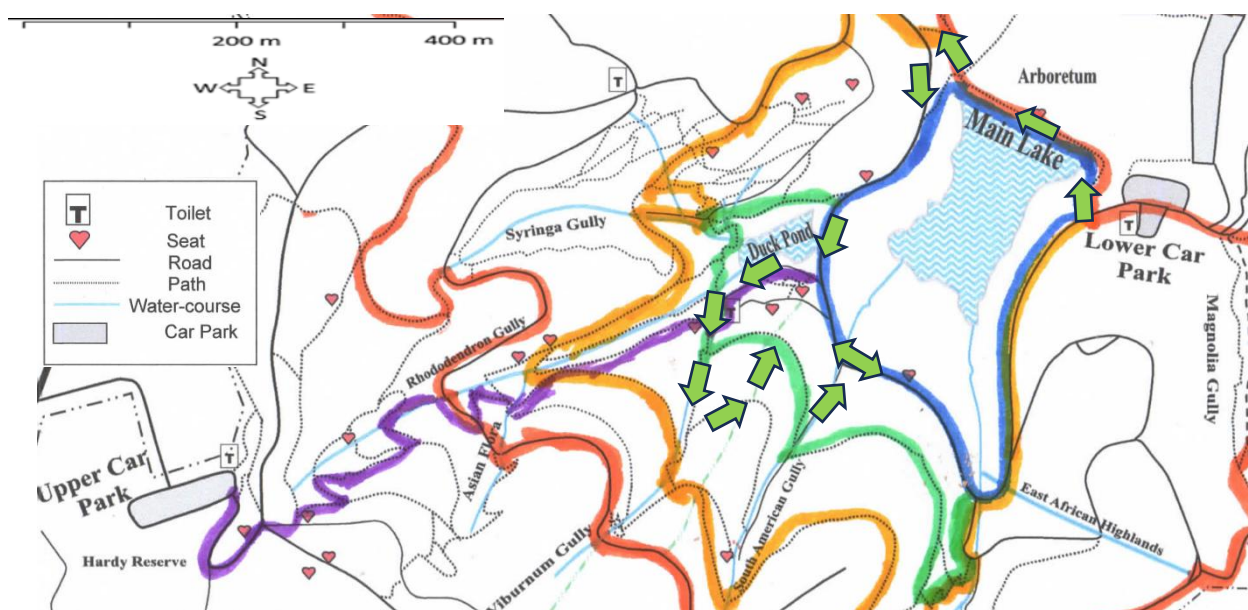 200 m
400 m
N
W
E
S
T
Toilet
Seat
Road
Path
Water-course
Car Park
T
Arboretum
Main Lake
Syringa Gully
Duck Pond
T
Lower Car
Park
T
Rhododendron Gully
Magnolia Gully
Upper Car
Park
T
Asian Flora
South American Gully
East African Highlands
Hardy Reserve
Viburnum Gully